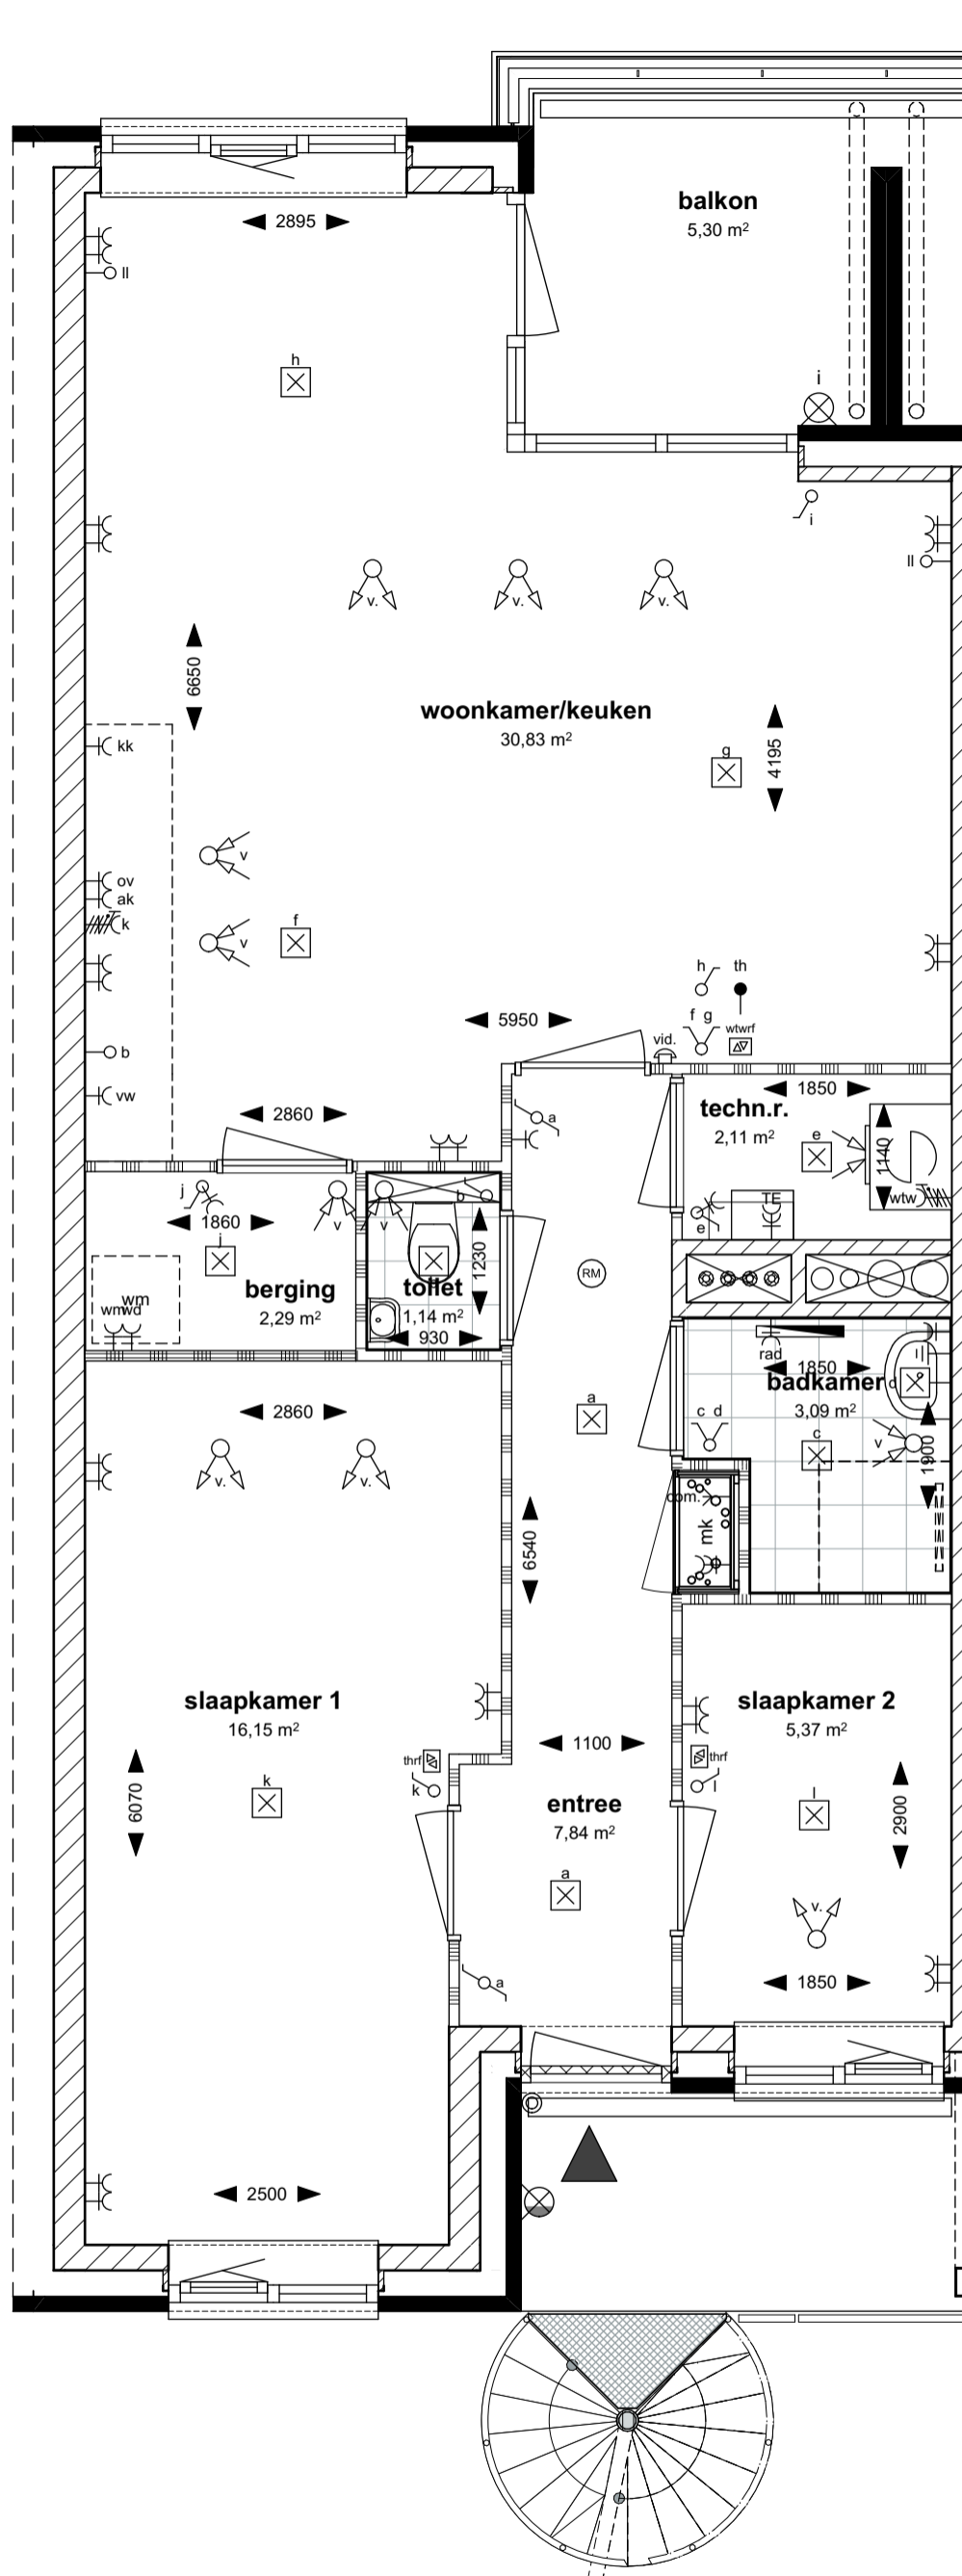 balkon
5,30 m²
2895
ll
h
i
i
ll
v.
v.
v.
6650
woonkamer/keuken
30,83 m²
4195
g
kk
v
ov
ak
k
f
v
h
th
f g
wtwrf
5950
vid.
b
vw
2860
a
techn.r.
2,11 m²
1850
e
1140
j
v
v
b
1860
j
wtw
TE
e
1230
RM
berging
2,29 m²
toilet
1,14 m²
930
wm
wm
wd
rad
1850
badkamer
3,09 m²
d
2860
a
c d
c
v
1900
v.
v.
com.
mk
6540
slaapkamer 1
16,15 m²
slaapkamer 2
5,37 m²
1100
thrf
thrf
k
l
k
l
6070
entree
7,84 m²
2900
a
v.
a
1850
2500